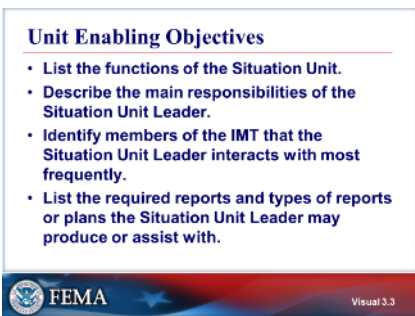 Unit Enabling Objectives
• List the functions of the Situation Unit.
• Describe the main responsibilities of the
Situation Unit Leader.
• Identify members of the IMT that the
Situation Unit Leader interacts with most
frequently.
• List the required reports and types of reports
or plans the Situation Unit Leader may
produce or assist with.
FEMA
Visual 3.3